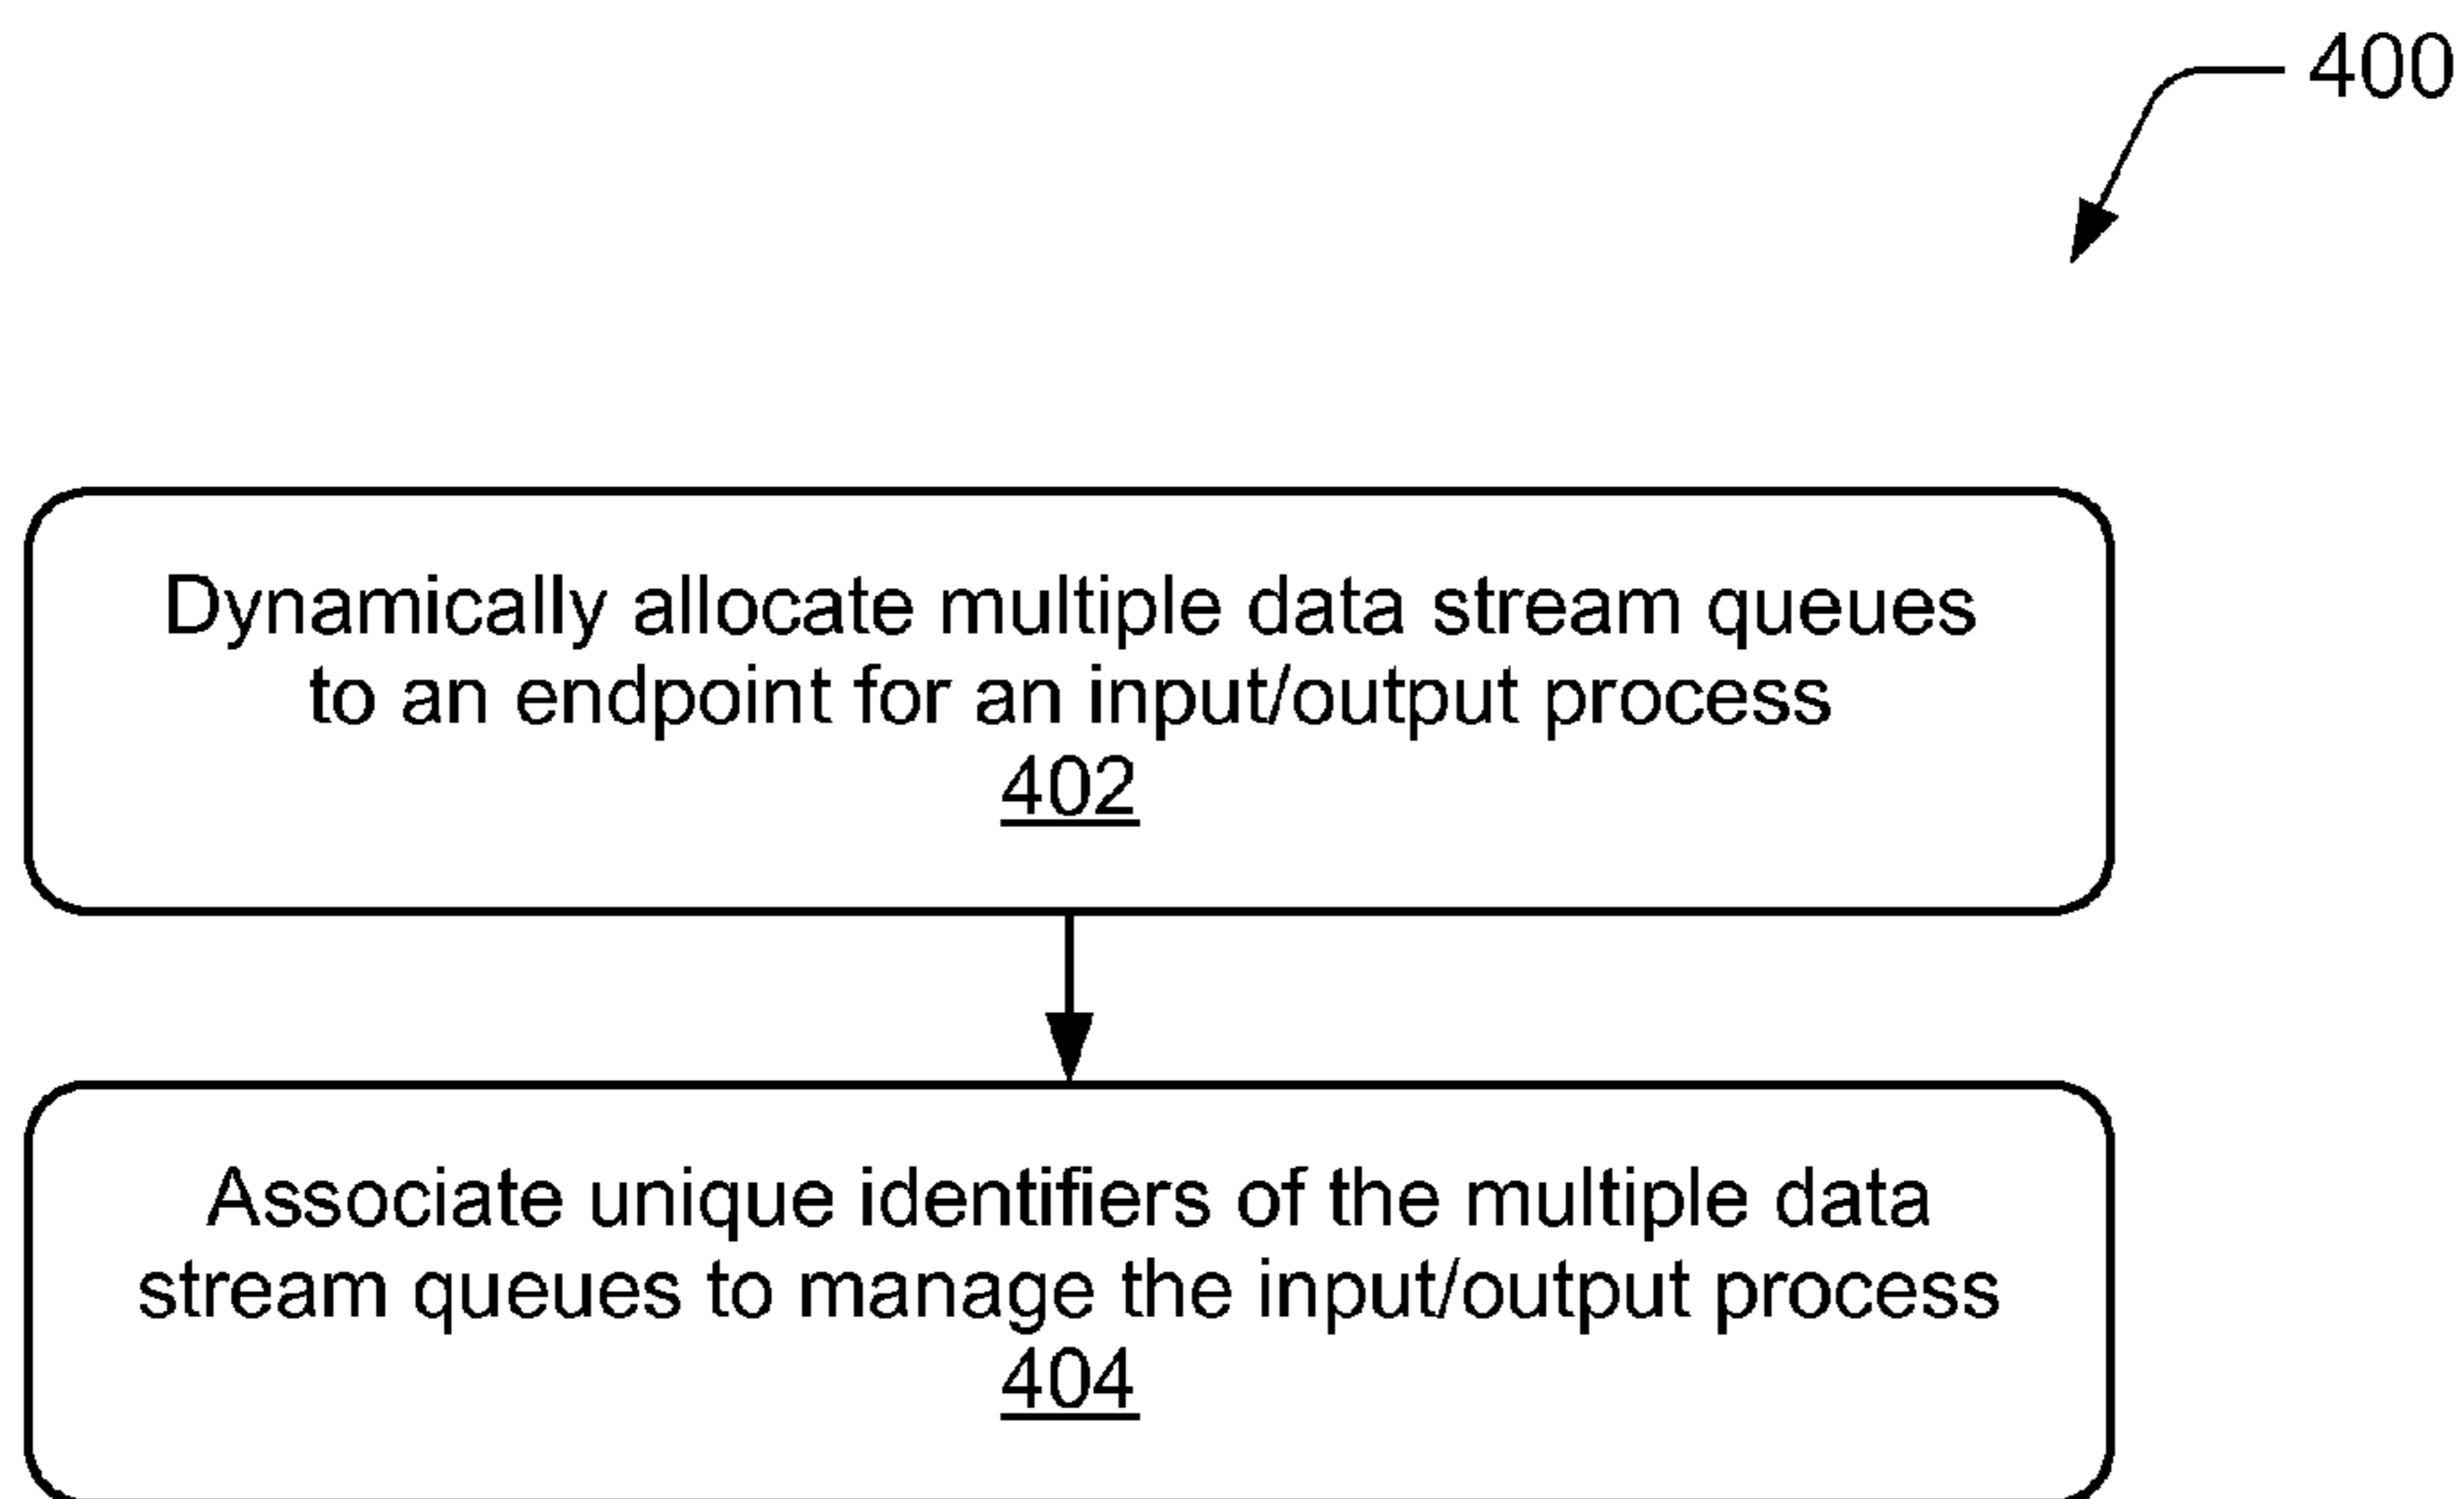 400
Dynamically allocate multiple data stream queues
to an endpoint for an input/output process
402
Associate unique identifiers of the multiple data
stream queues to manage the input/output process
404